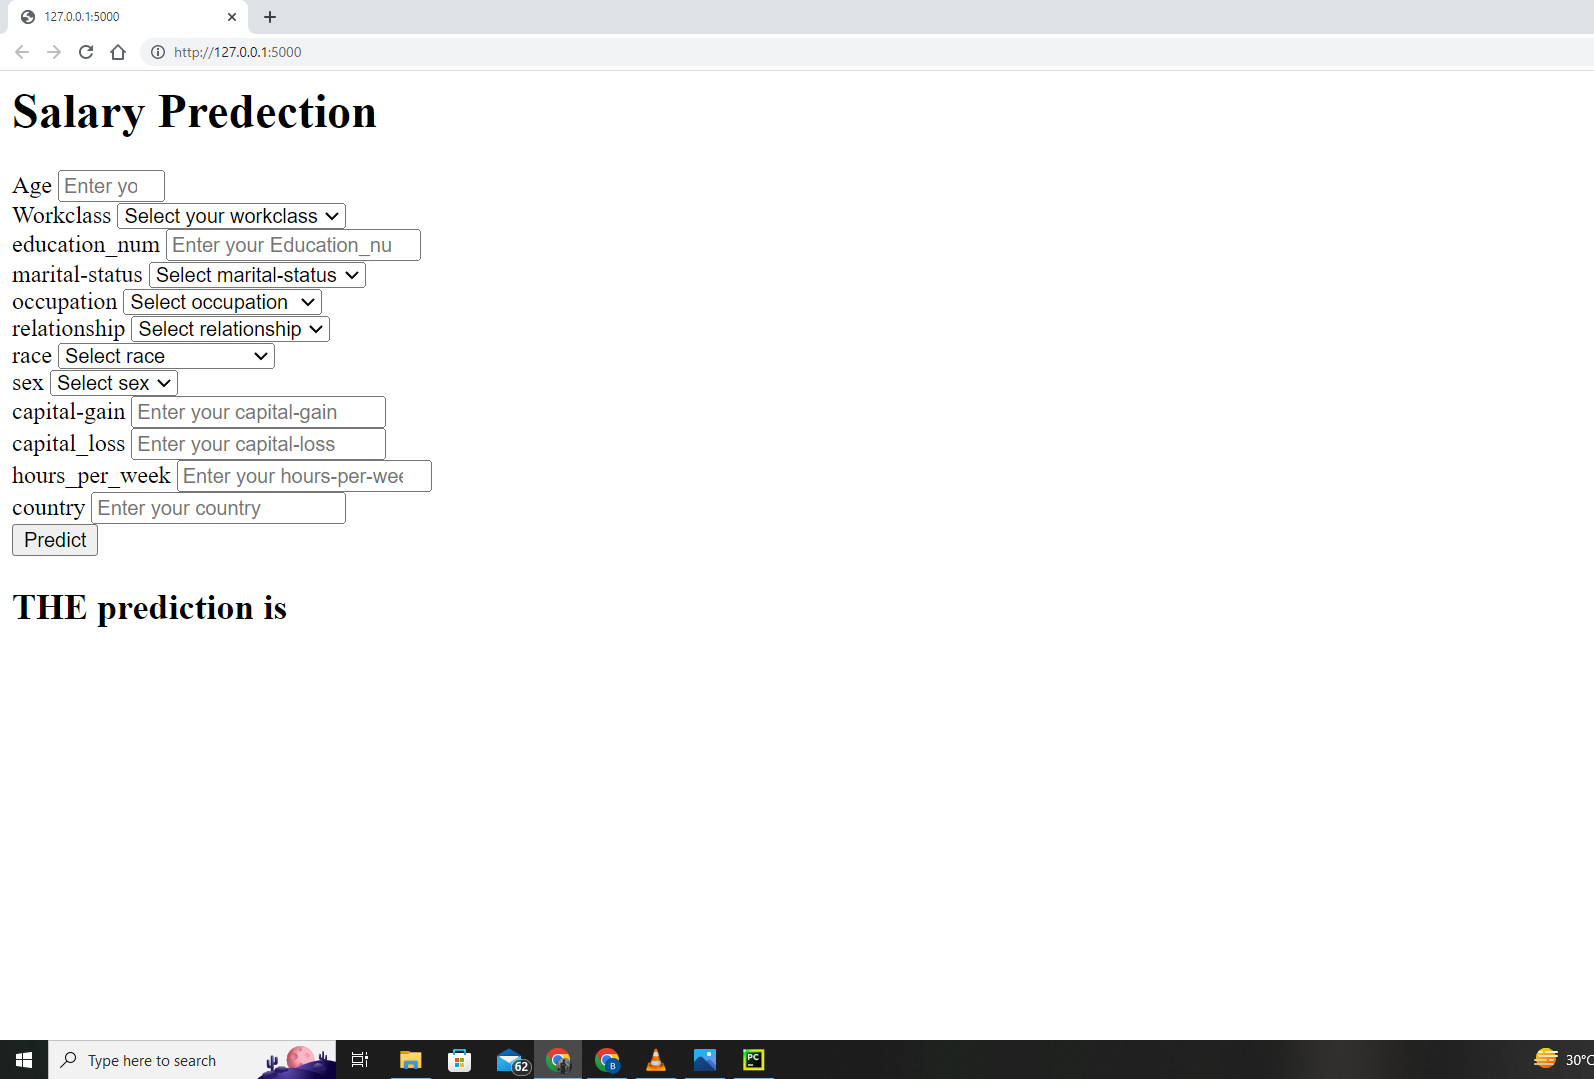 127.0.0.1:5000
http://127.0.0.1:5000
Salary Predection
Age Enter yo
Workclass Select your workclass
education_num Enter your Education_nu
marital-status Select marital-status
occupation Select occupation
relationship Select relationship
race Select race
sex Select sex
capital-gain Enter your capital-gain
capital_loss Enter your capital-loss
hours_per_week Enter your hours-per-wee
country Enter your country
Predict
THE prediction is
Type here to search 62 B PC 30°C